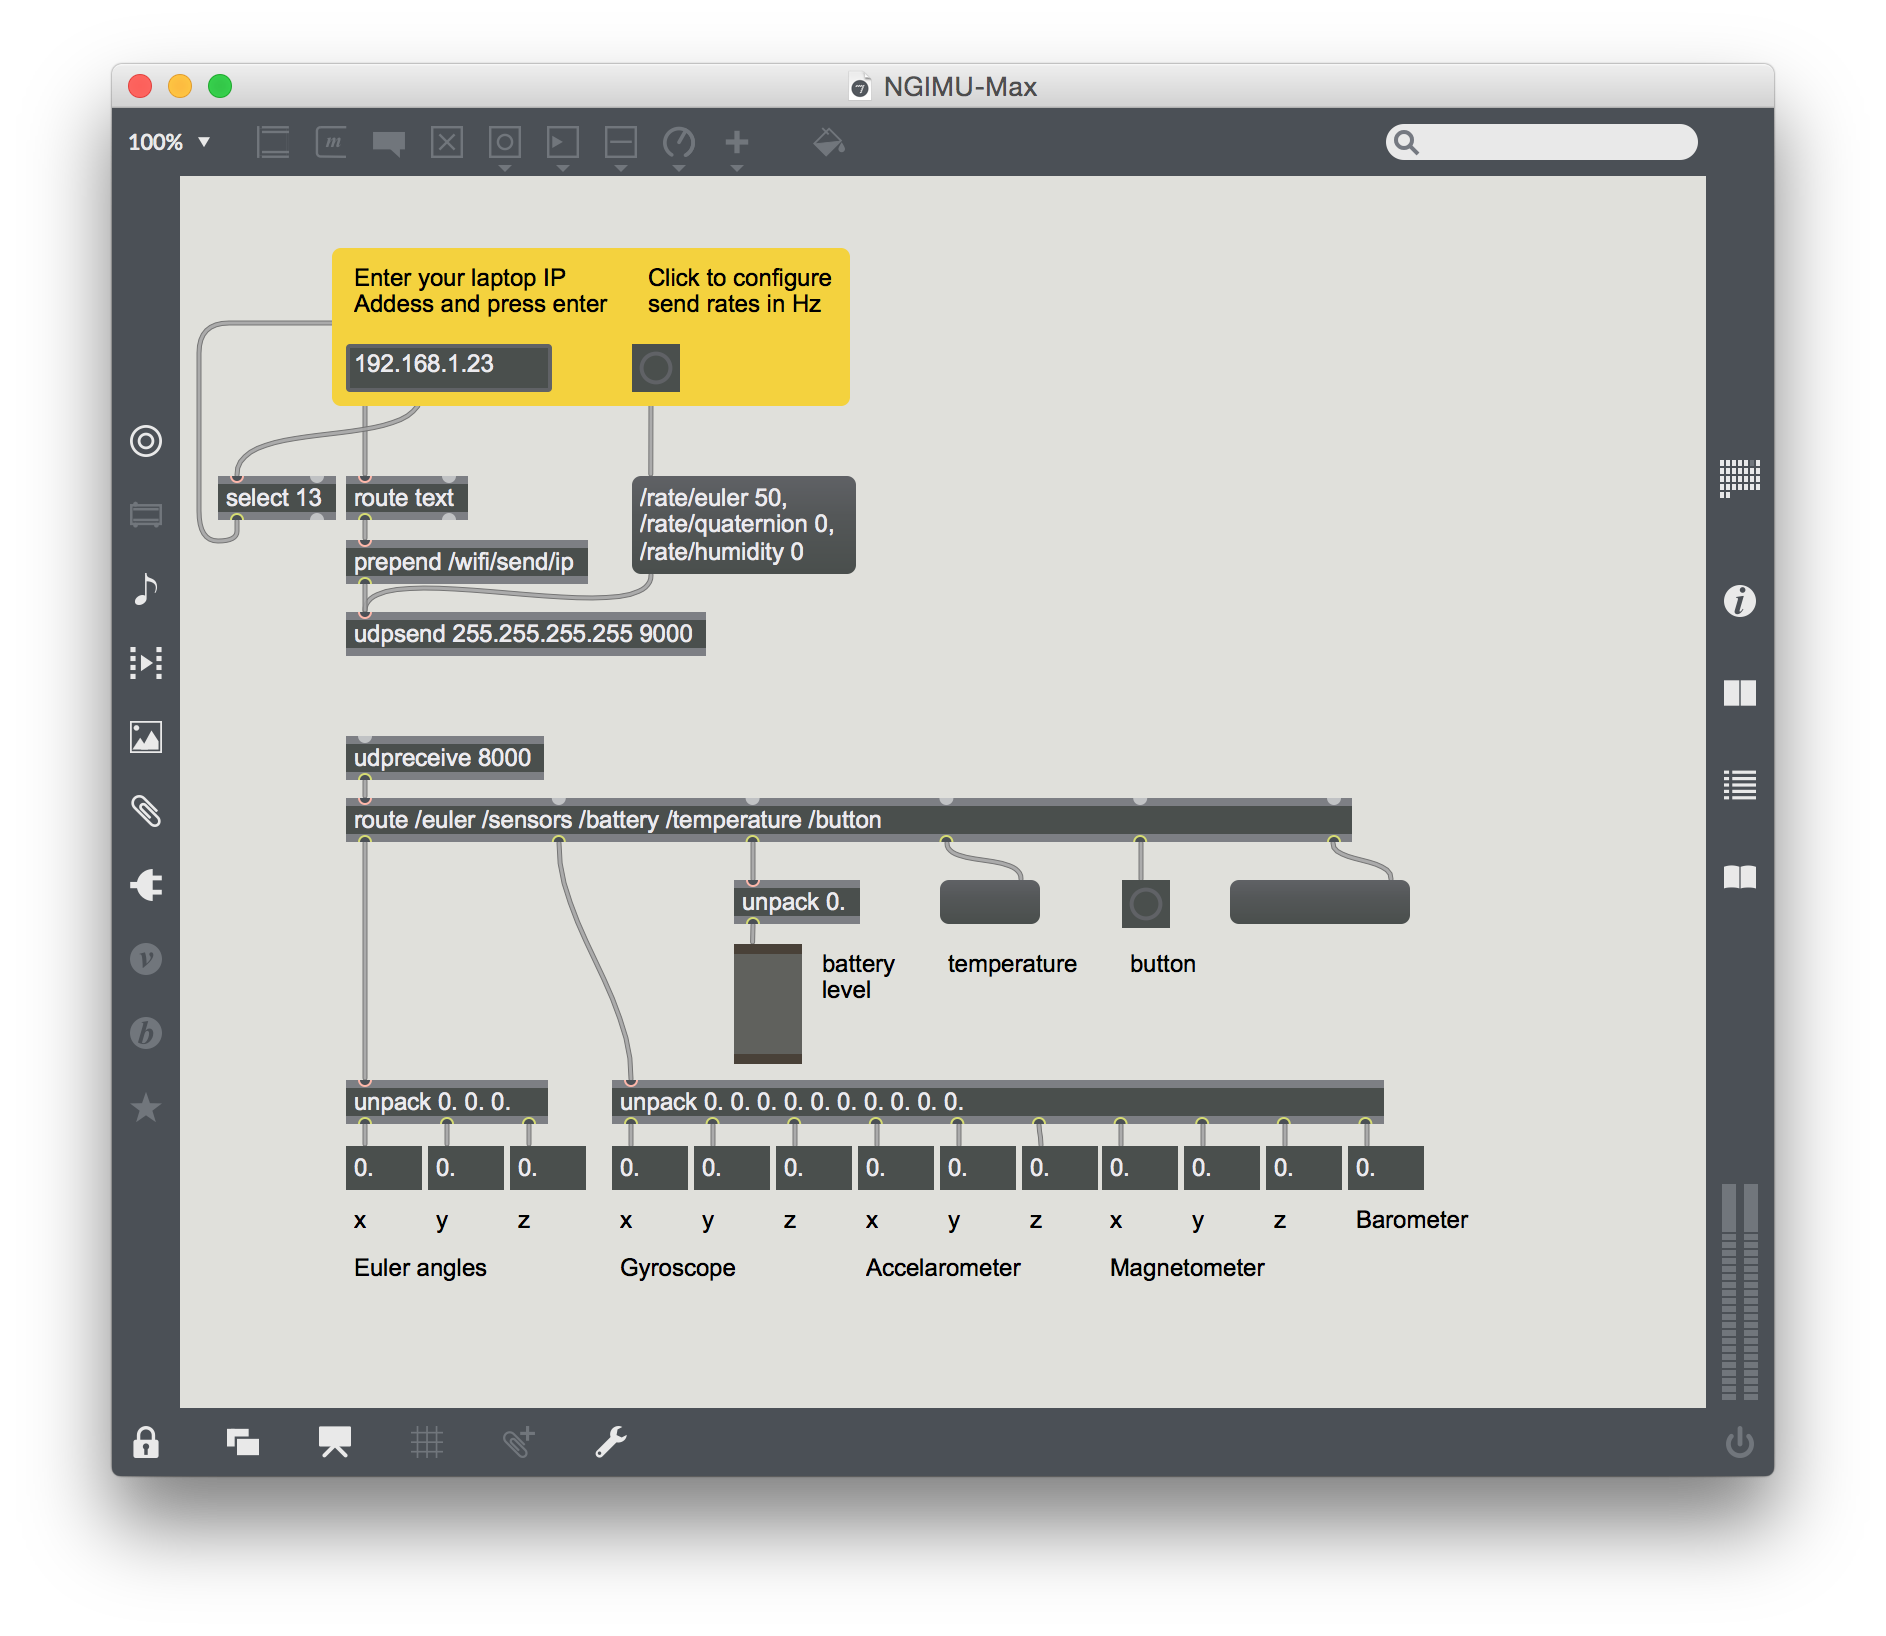 NGIMU-Max
100%
Enter your laptop IP
Addess and press enter
Click to configure
send rates in Hz
192.168.1.23
select 13
route text
/rate/euler 50,
/rate/quaternion 0,
/rate/humidity 0
prepend /wifi/send/ip
udpsend 255.255.255.255 9000
udpreceive 8000
route /euler /sensors /battery /temperature /button
unpack 0.
battery
level
temperature
button
unpack 0. 0. 0.
unpack 0. 0. 0. 0. 0. 0. 0. 0. 0. 0.
0. 0. 0. 0. 0. 0. 0. 0. 0. 0. 0. 0. 0.
x y z x y z x y z x y z Barometer
Euler angles
Gyroscope
Accelarometer
Magnetometer